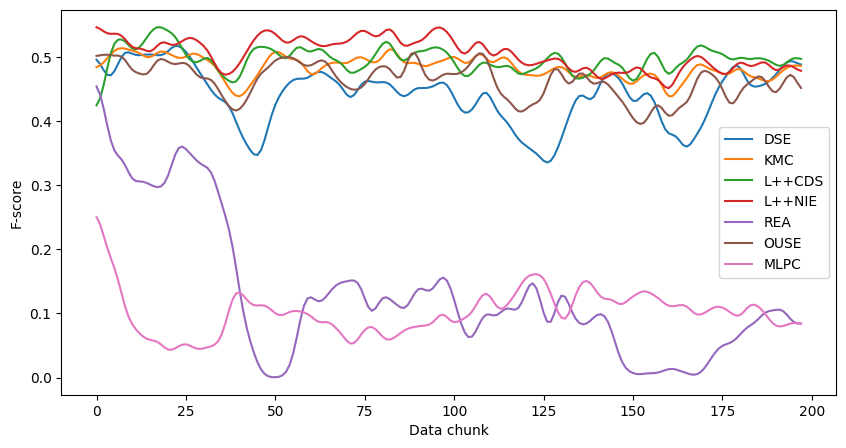 F-score
0.5
0.4
0.3
0.2
0.1
0.0
0 25 50 75 100 125 150 175 200
Data chunk
DSE
KMC
L++CDS
L++NIE
REA
OUSE
MLPC